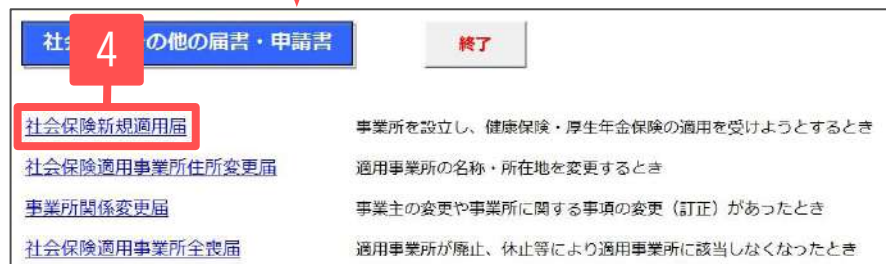 社会 の他の届書・申請書
終了
4
社会保険新規適用届 事業所を設立し、健康保険・厚生年金保険の適用を受けようとするとき
社会保険適用事業所住所変更届 適用事業所の名称・所在地を変更するとき
事業所関係変更届 事業主の変更や事業所に関する事項の変更（訂正）があったとき
社会保険適用事業所全喪届 適用事業所が廃止、休止等により適用事業所に該当しなくなったとき